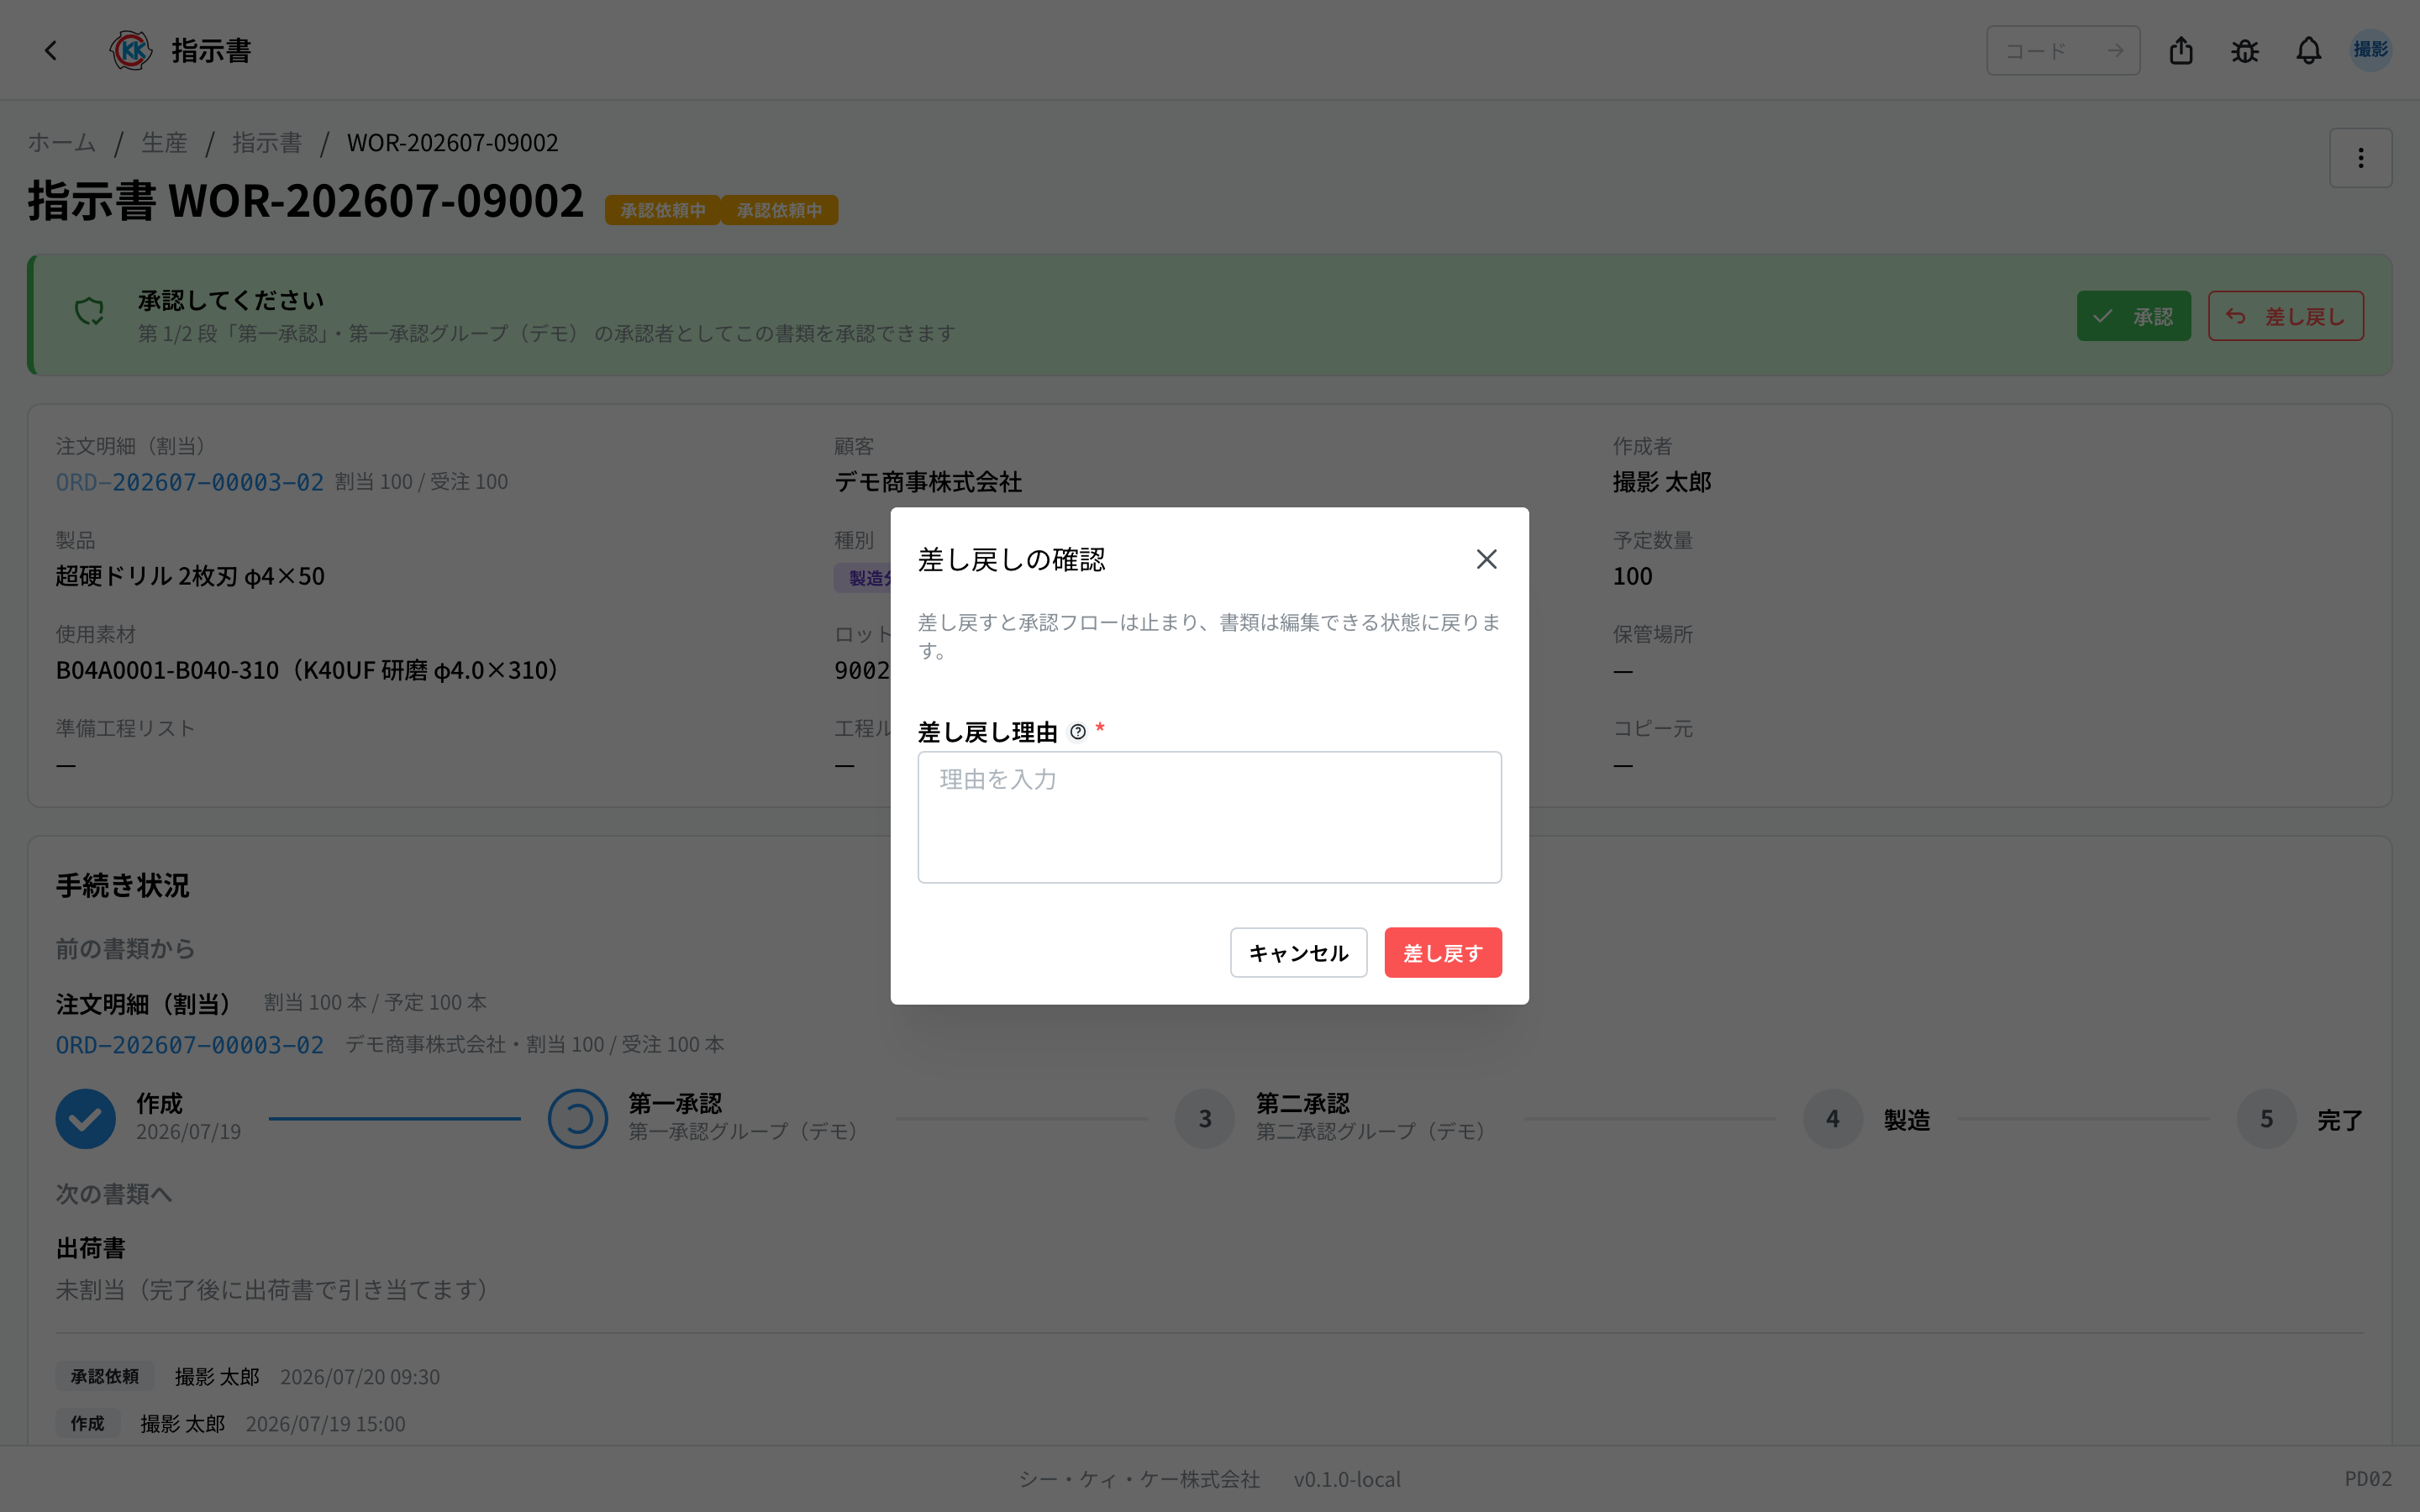 KK 指示書
コード
撮影
ホーム / 生産 / 指示書 / WOR-202607-09002
指示書 WOR-202607-09002 承認依頼中 承認依頼中
承認してください
第 1/2 段「第一承認」・第一承認グループ（デモ） の承認者としてこの書類を承認できます
承認 差し戻し
注文明細（割当）
ORD-202607-00003-02 割当 100 / 受注 100
顧客
デモ商事株式会社
作成者
撮影 太郎
製品
超硬ドリル 2枚刃 φ4×50
種別
製造
予定数量
100
使用素材
B04A0001-B040-310（K40UF 研磨 φ4.0×310）
ロット
9002
保管場所
—
準備工程リスト
—
工程ル
—
コピー元
—
差し戻しの確認
差し戻すと承認フローは止まり、書類は編集できる状態に戻りま
す。
差し戻し理由 *
理由を入力
キャンセル 差し戻す
手続き状況
前の書類から
注文明細（割当） 割当 100 本 / 予定 100 本
ORD-202607-00003-02 デモ商事株式会社・割当 100 / 受注 100 本
作成
2026/07/19
第一承認
第一承認グループ（デモ）
3 第二承認
第二承認グループ（デモ）
4 製造
5 完了
次の書類へ
出荷書
未割当（完了後に出荷書で引き当てます）
承認依頼 撮影 太郎 2026/07/20 09:30
作成 撮影 太郎 2026/07/19 15:00
シー・ケィ・ケー株式会社 v0.1.0-local
PD02